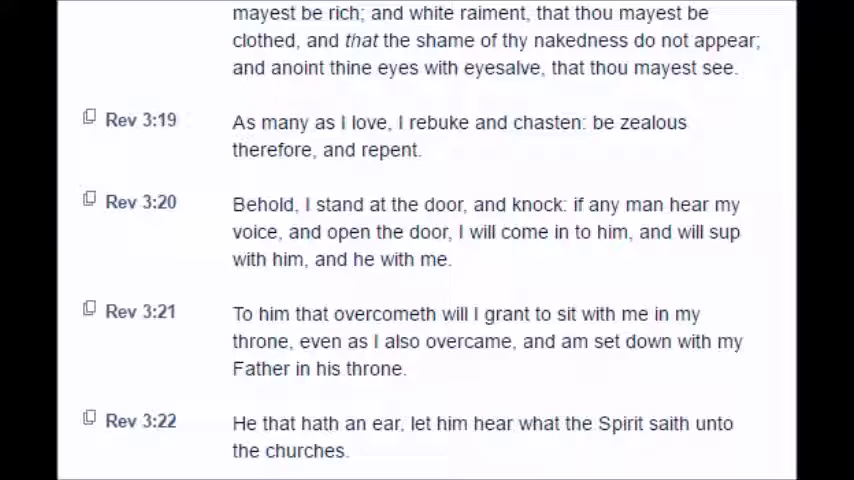 mayest be rich; and white raiment, that thou mayest be
clothed, and that the shame of thy nakedness do not appear;
and anoint thine eyes with eyesalve, that thou mayest see.
Rev 3:19 As many as I love, I rebuke and chasten: be zealous
therefore, and repent.
Rev 3:20 Behold, I stand at the door, and knock: if any man hear my
voice, and open the door, I will come in to him, and will sup
with him, and he with me.
Rev 3:21 To him that overcometh will I grant to sit with me in my
throne, even as I also overcame, and am set down with my
Father in his throne.
Rev 3:22 He that hath an ear, let him hear what the Spirit saith unto
the churches.